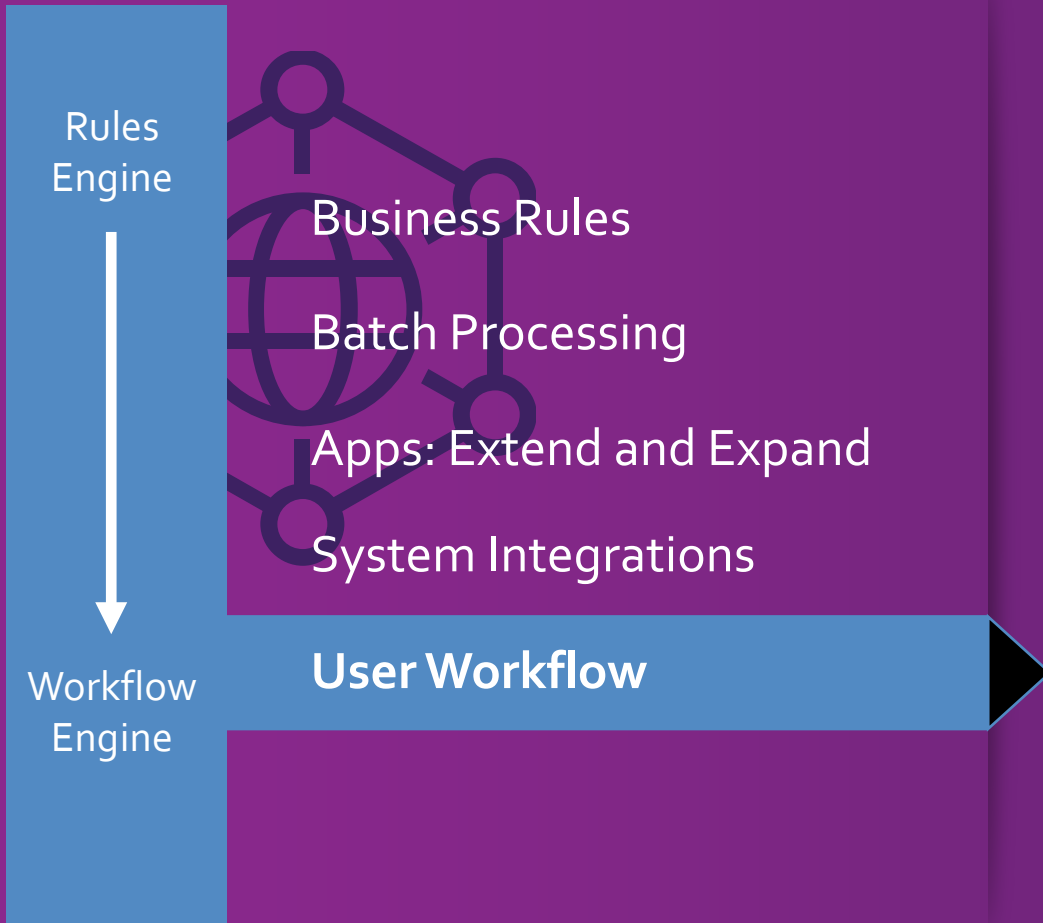 Rules
Engine
Business Rules
Batch Processing
Apps: Extend and Expand
System Integrations
User Workflow
Workflow
Engine